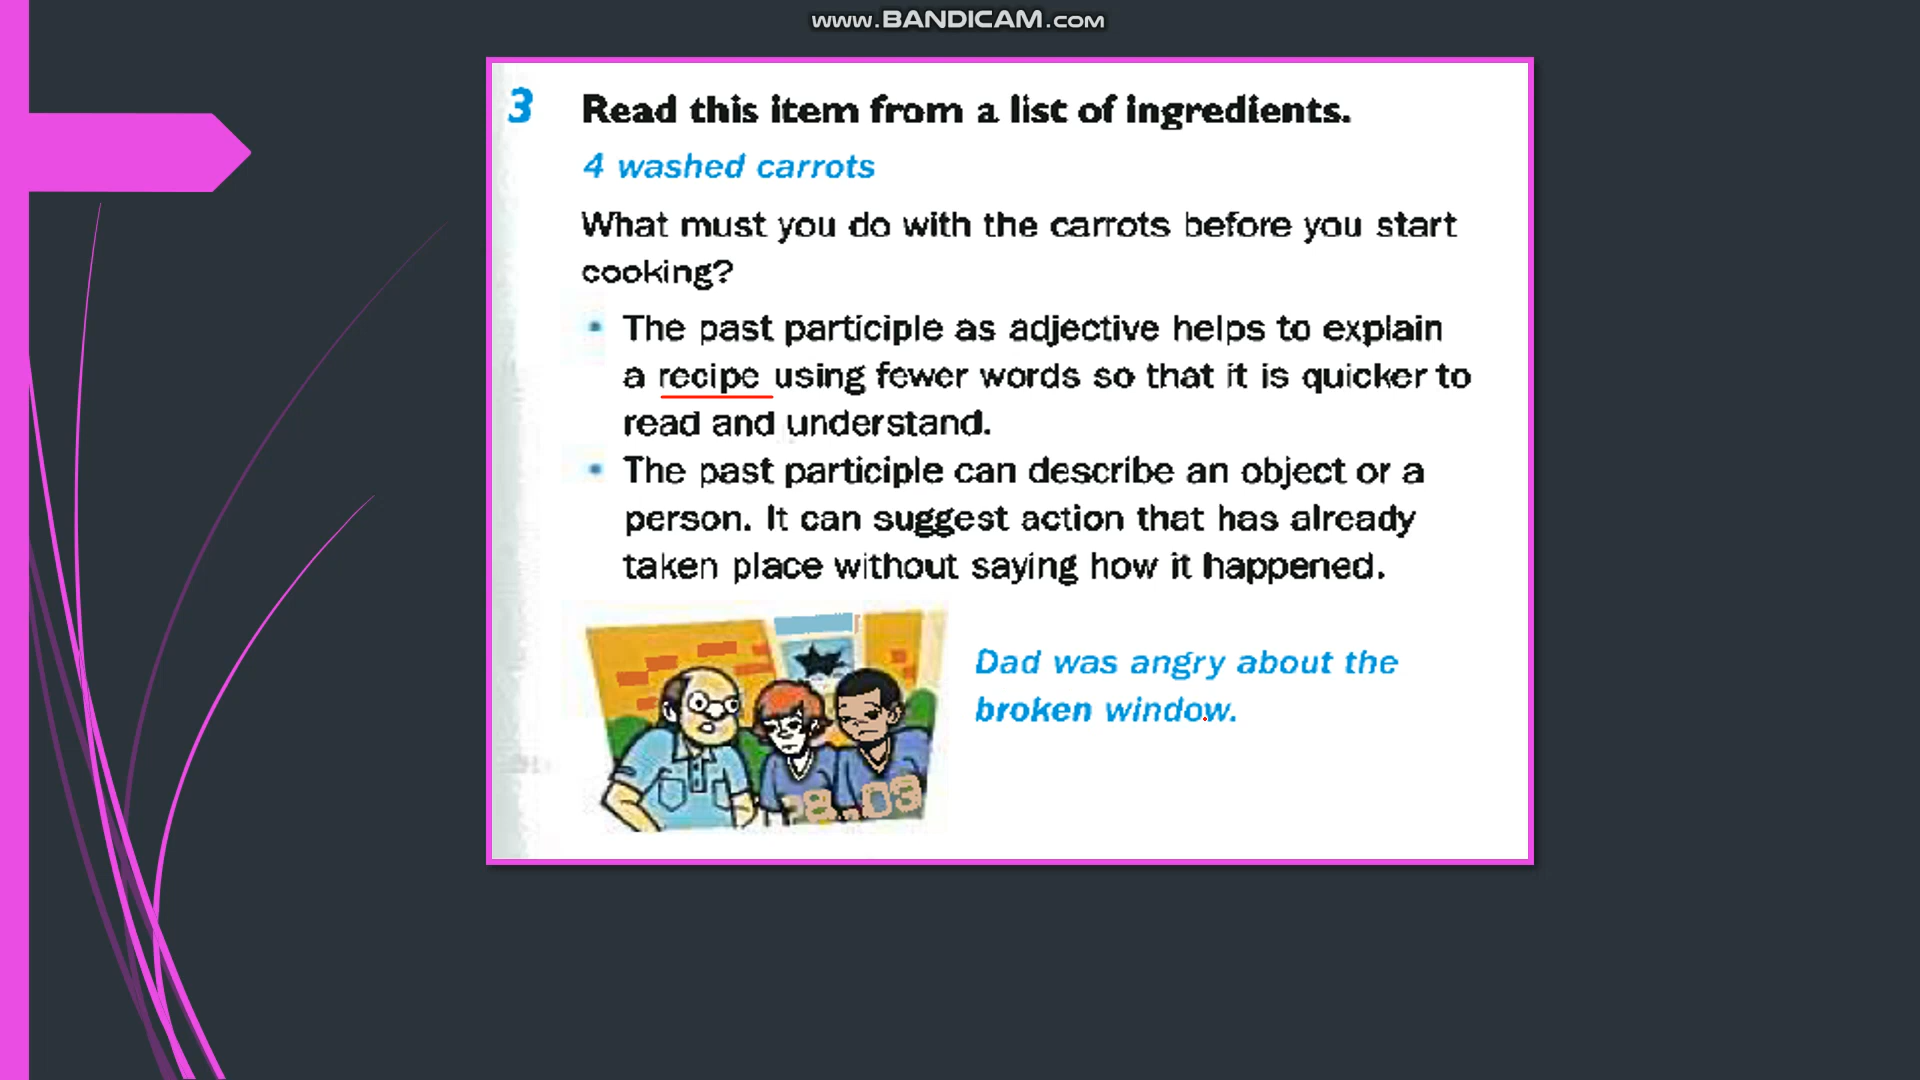 www.BANDICAM.com
3 Read this item from a list of ingredients.
4 washed carrots
What must you do with the carrots before you start
cooking?
• The past participle as adjective helps to explain
a recipe using fewer words so that it is quicker to
read and understand.
• The past participle can describe an object or a
person. It can suggest action that has already
taken place without saying how it happened.
Dad was angry about the
broken window.